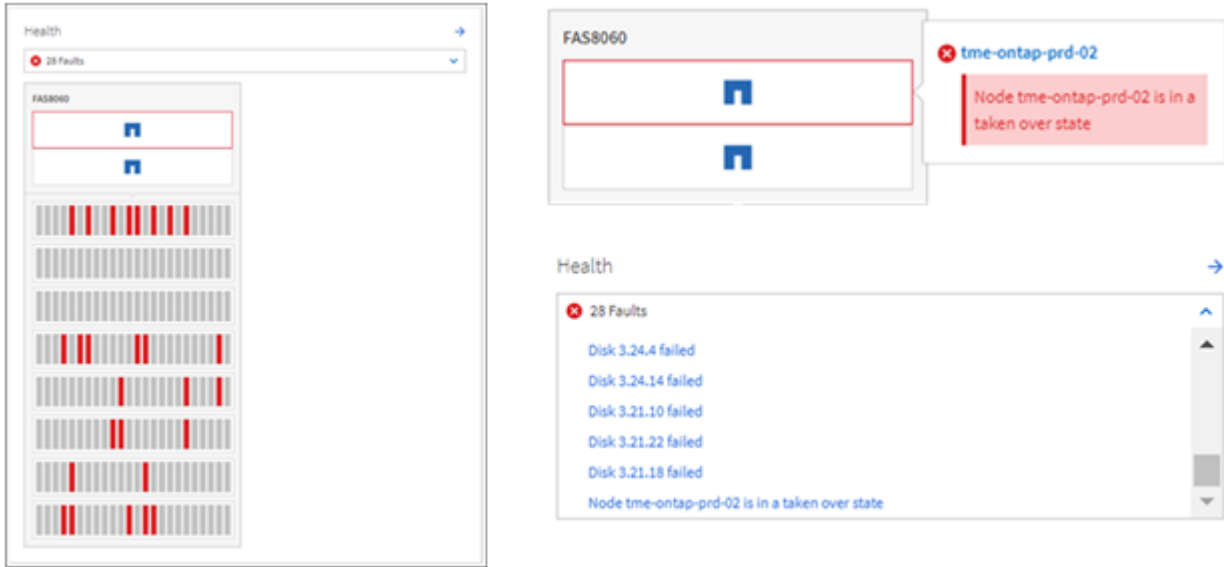 Health
28 Faults
FAS8060
FAS8060
tme-ontap-prd-02
Node tme-ontap-prd-02 is in a
taken over state
Health
28 Faults
Disk 3.24.4 failed
Disk 3.24.14 failed
Disk 3.21.10 failed
Disk 3.21.22 failed
Disk 3.21.18 failed
Node tme-ontap-prd-02 is in a taken over state